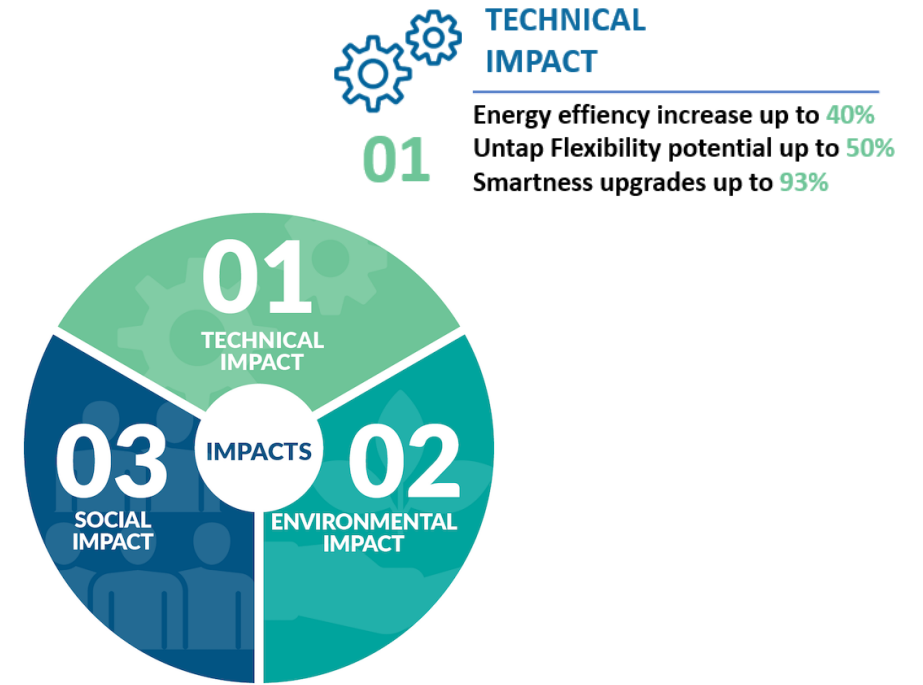 TECHNICAL
IMPACT
01
Energy effiency increase up to 40%
Untap Flexibility potential up to 50%
Smartness upgrades up to 93%
01
TECHNICAL
IMPACT
IMPACTS
02
ENVIRONMENTAL
IMPACT
03
SOCIAL
IMPACT